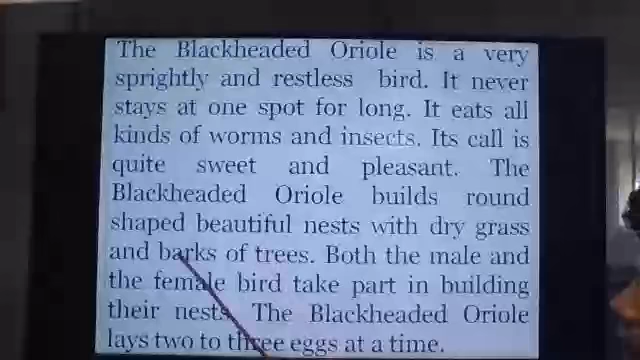 The Blackheaded Oriole is a very
sprightly and restless bird. It never
stays at one spot for long. It eats all
kinds of worms and insects. Its call is
quite sweet and pleasant. The
Blackheaded Oriole builds round
shaped beautiful nests with dry grass
and barks of trees. Both the male and
the female bird take part in building
their nests. The Blackheaded Oriole
lays two to three eggs at a time.